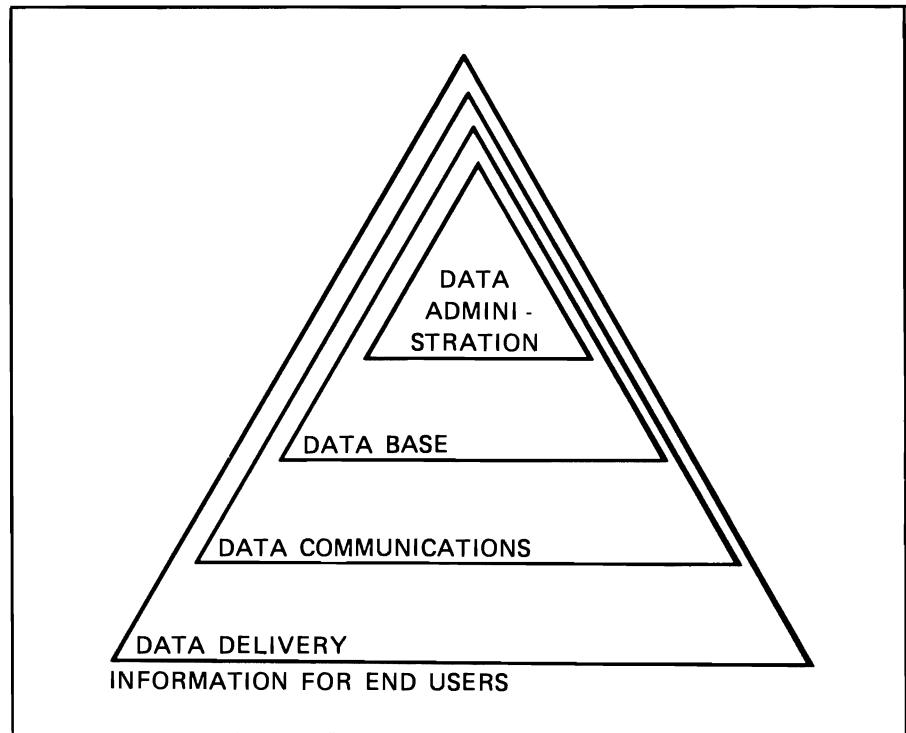 DATA
ADMINI -
STRATION
DATA BASE
DATA COMMUNICATIONS
DATA DELIVERY
INFORMATION FOR END USERS